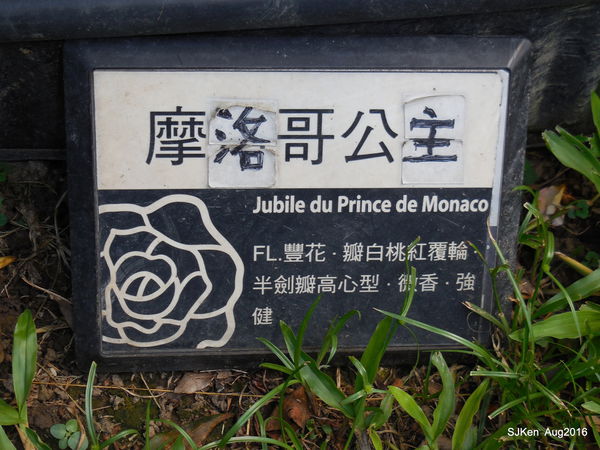 摩洛哥公主
Jubile du Prince de Monaco
FL.豐花·瓣白桃紅覆輪·
半劍瓣高心型·微香·強
健
SJKen Aug2016